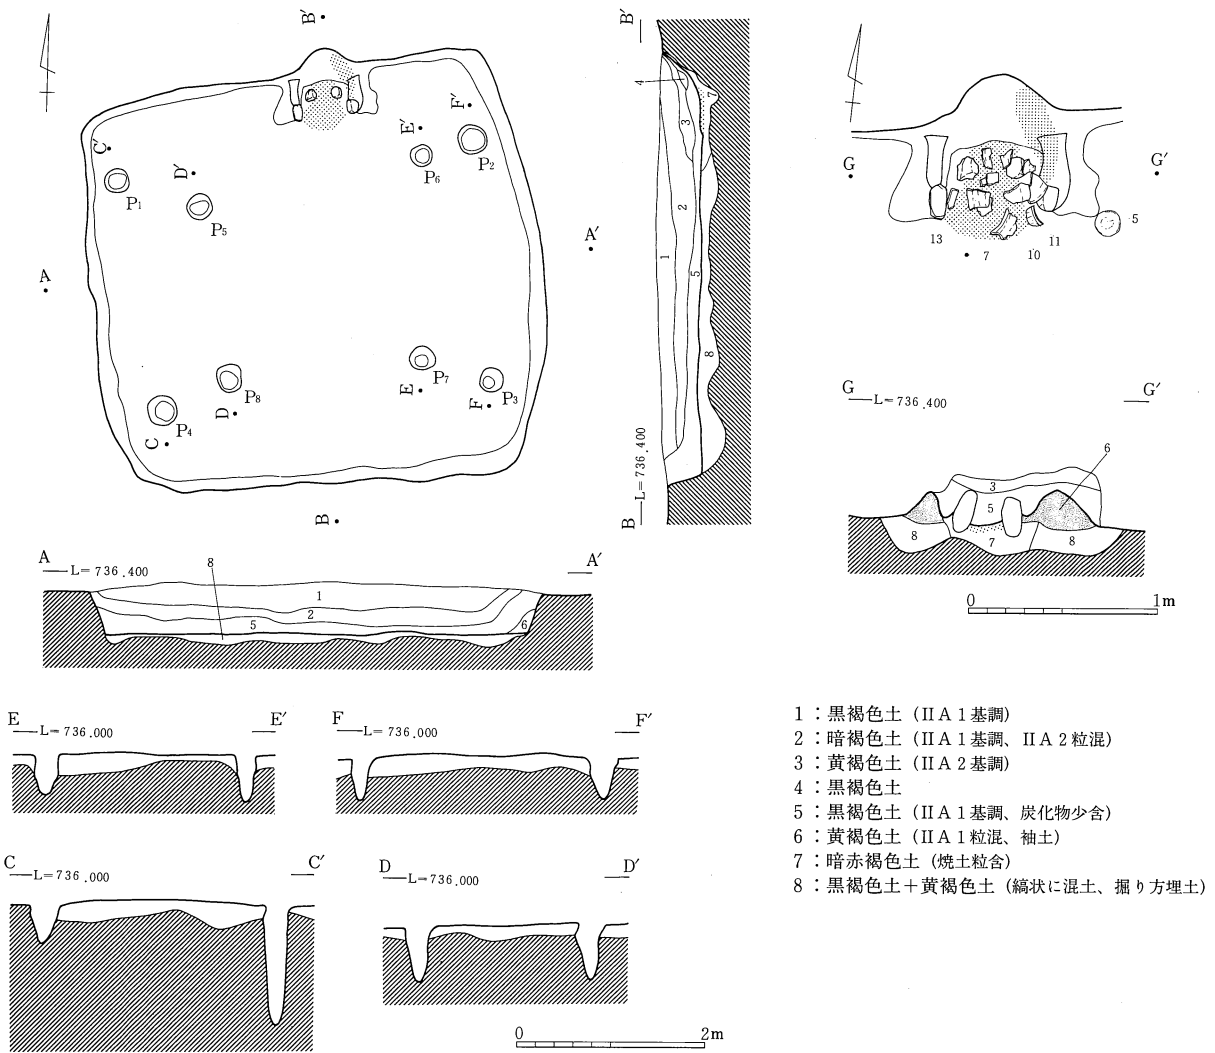 B′
C′
D′
E′
F′
P1
P5
P6
P2
A
A′
P8
P4
P7
P3
C
D
E
F
B
B′
4
7
3
2
1
5
8
B
L=736.400
G
G′
5
13
7
10
11
G
L=736.400
G′
6
3
5
8
7
8
0
1m
A
L=736.400
8
A′
1
2
5
6
E
L=736.000
E′
F
L=736.000
F′
C
L=736.000
C′
D
L=736.000
D′
0
2m
1：黒褐色土（ⅡA1基調）
2：暗褐色土（ⅡA1基調、ⅡA2粒混）
3：黄褐色土（ⅡA2基調）
4：黒褐色土
5：黒褐色土（ⅡA1基調、炭化物少含）
6：黄褐色土（ⅡA1粒混、袖土）
7：暗赤褐色土（焼土粒含）
8：黒褐色土＋黄褐色土（縞状に混土、掘り方埋土）